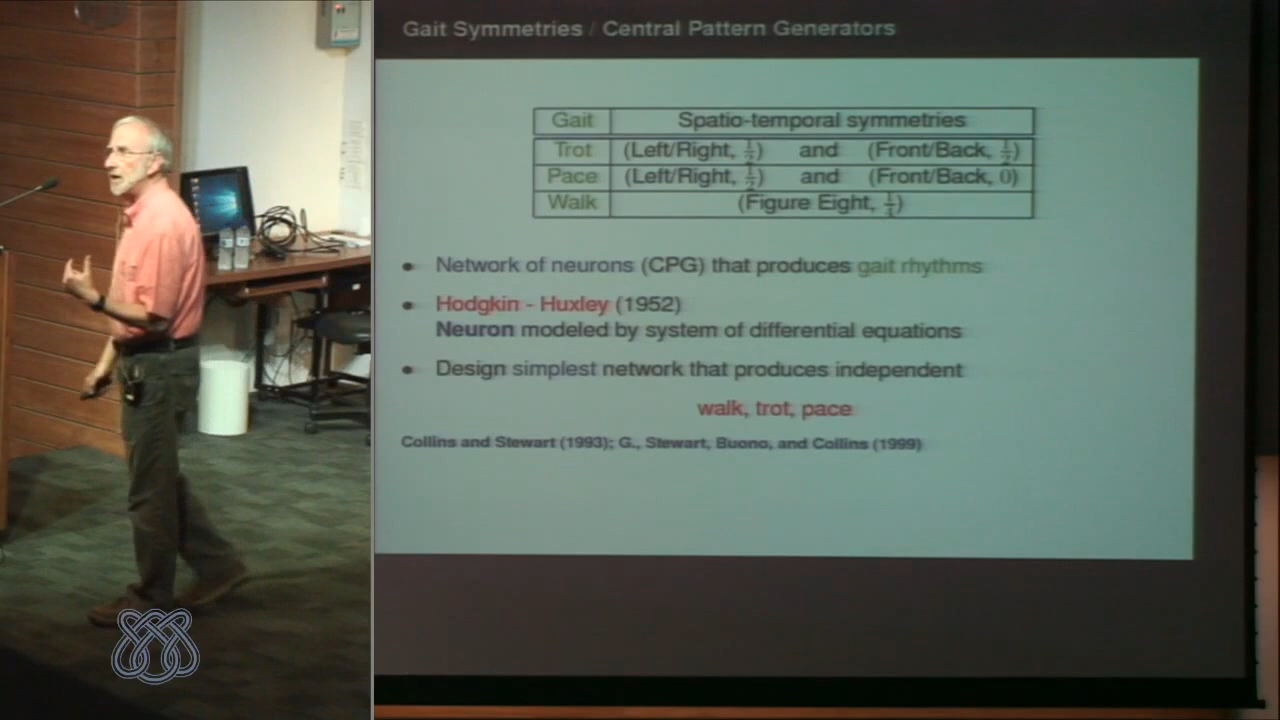 Gait Symmetries / Central Pattern Generators
Gait Spatio-temporal symmetries
Trot (Left/Right, 1/2) and (Front/Back, 1/2)
Pace (Left/Right, 1/2) and (Front/Back, 0)
Walk (Figure Eight, 1/4)
• Network of neurons (CPG) that produces gait rhythms
• Hodgkin - Huxley (1952)
Neuron modeled by system of differential equations
• Design simplest network that produces independent
walk, trot, pace
Collins and Stewart (1993); G., Stewart, Buono, and Collins (1999)